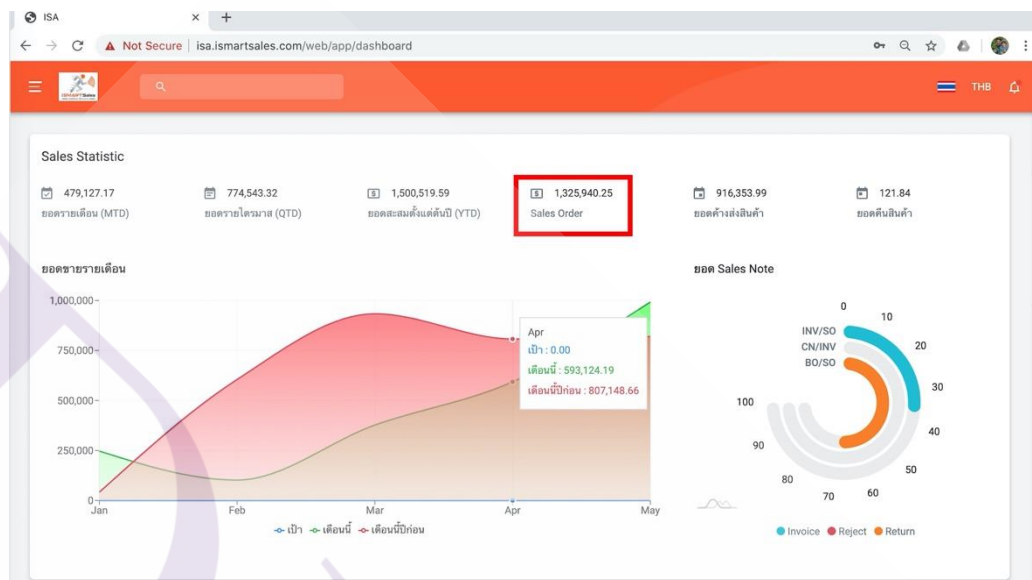 ISA
Not Secure | isa.ismartsales.com/web/app/dashboard
THB
Sales Statistic
479,127.17
ยอดรายเดือน (MTD)
774,543.32
ยอดรายไตรมาส (QTD)
1,500,519.59
ยอดสะสมตั้งแต่ต้นปี (YTD)
1,325,940.25
Sales Order
916,353.99
ยอดค้างส่งสินค้า
121.84
ยอดคืนสินค้า
ยอดขายรายเดือน
1,000,000
750,000
500,000
250,000
0
Jan Feb Mar Apr May
Apr
เป้า : 0.00
เดือนนี้ : 593,124.19
เดือนนี้ปีก่อน : 807,148.66
เป้า เดือนนี้ เดือนนี้ปีก่อน
ยอด Sales Note
INV/SO
CN/INV
BO/SO
0
10
20
30
40
50
60
70
80
90
100
Invoice Reject Return